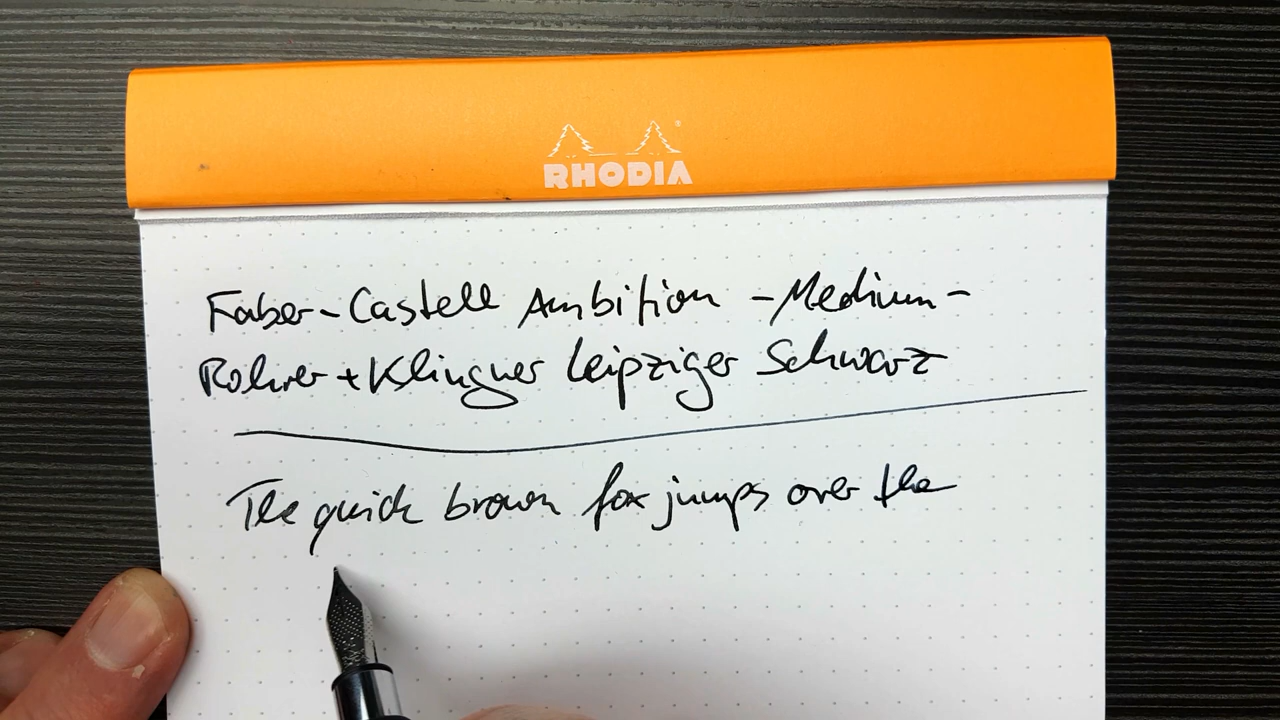 RHODIA
Faber-Castell Ambition -Medium-
Rohrer + Klingner Leipziger Schwarz
The quick brown fox jumps over the